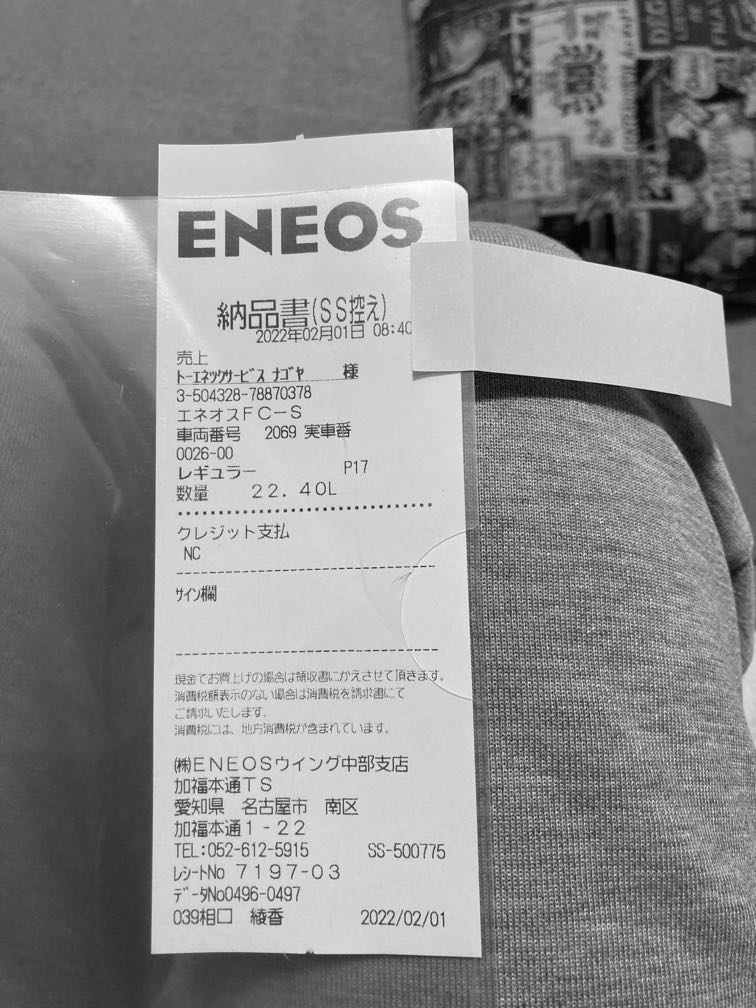 ENEOS
納品書(SS控え)
2022年02月01日 08:40
売上
トーエネックサービス ナゴヤ 様
3-504328-78870378
エネオスFC-S
車両番号 2069 実車番
0026-00
レギュラー P17
数量 22.40L
クレジット支払
NC
サイン欄
現金でお買上げの場合は領収書にかえさせて頂きます。
消費税額表示のない場合は消費税を請求書にて
ご請求いたします。
消費税には、地方消費税が含まれています。
(株)ENEOSウイング中部支店
加福本通TS
愛知県 名古屋市 南区
加福本通1-22
TEL:052-612-5915 SS-500775
レシートNo 7197-03
データNo0496-0497
039相口 綾香 2022/02/01